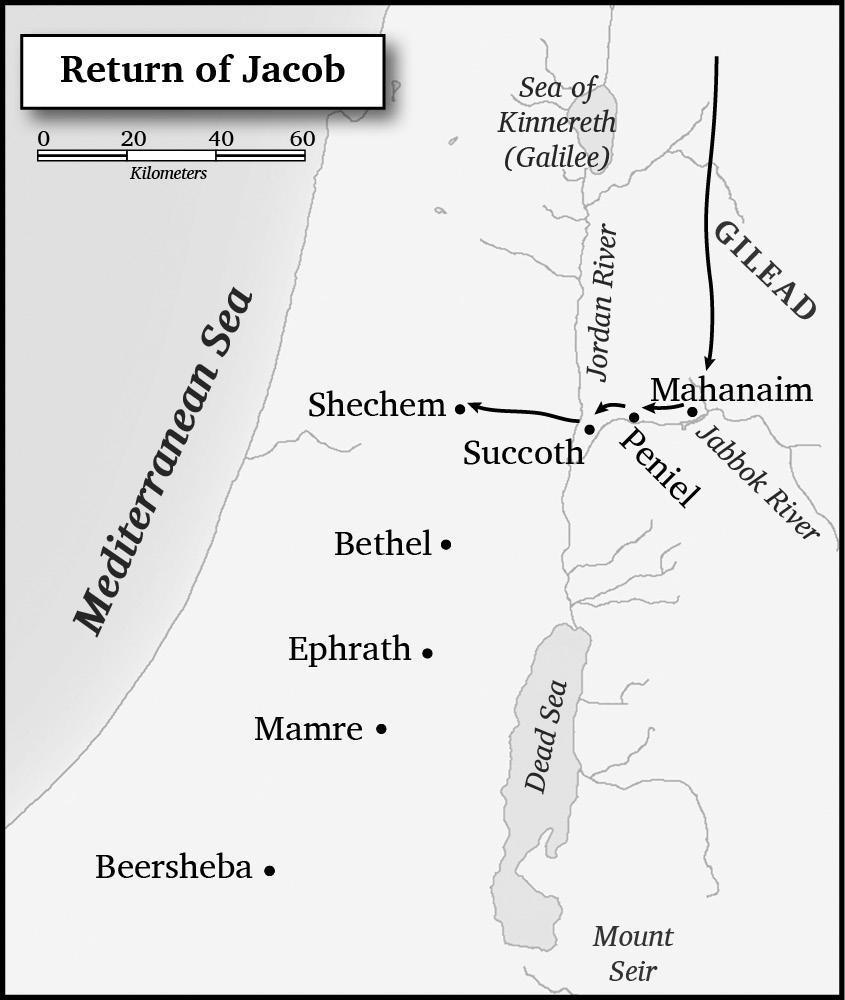 Return of Jacob
0 20 40 60
Kilometers
Sea of
Kinnereth
(Galilee)
GILEAD
Jordan River
Mediterranean Sea
Mahanaim
Shechem
Succoth
Peniel
Jabbok River
Bethel
Ephrath
Mamre
Dead Sea
Beersheba
Mount
Seir